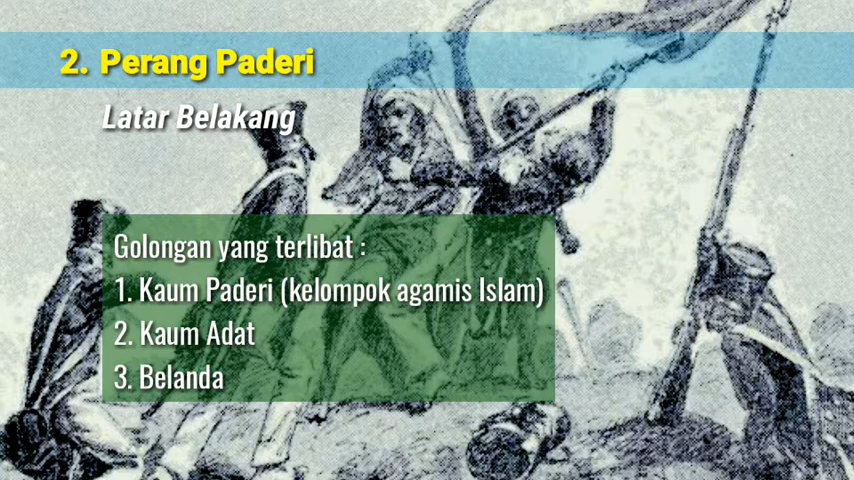 2. Perang Paderi
Latar Belakang
Golongan yang terlibat :
1. Kaum Paderi (kelompok agamis Islam)
2. Kaum Adat
3. Belanda